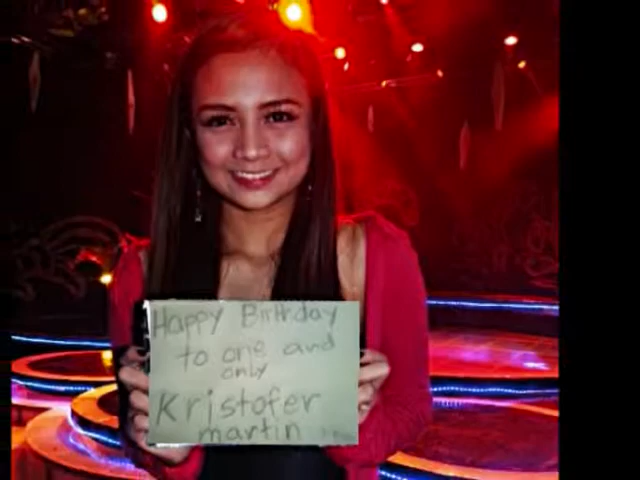 Happy Birthday
to one and
only
Kristofer
martin